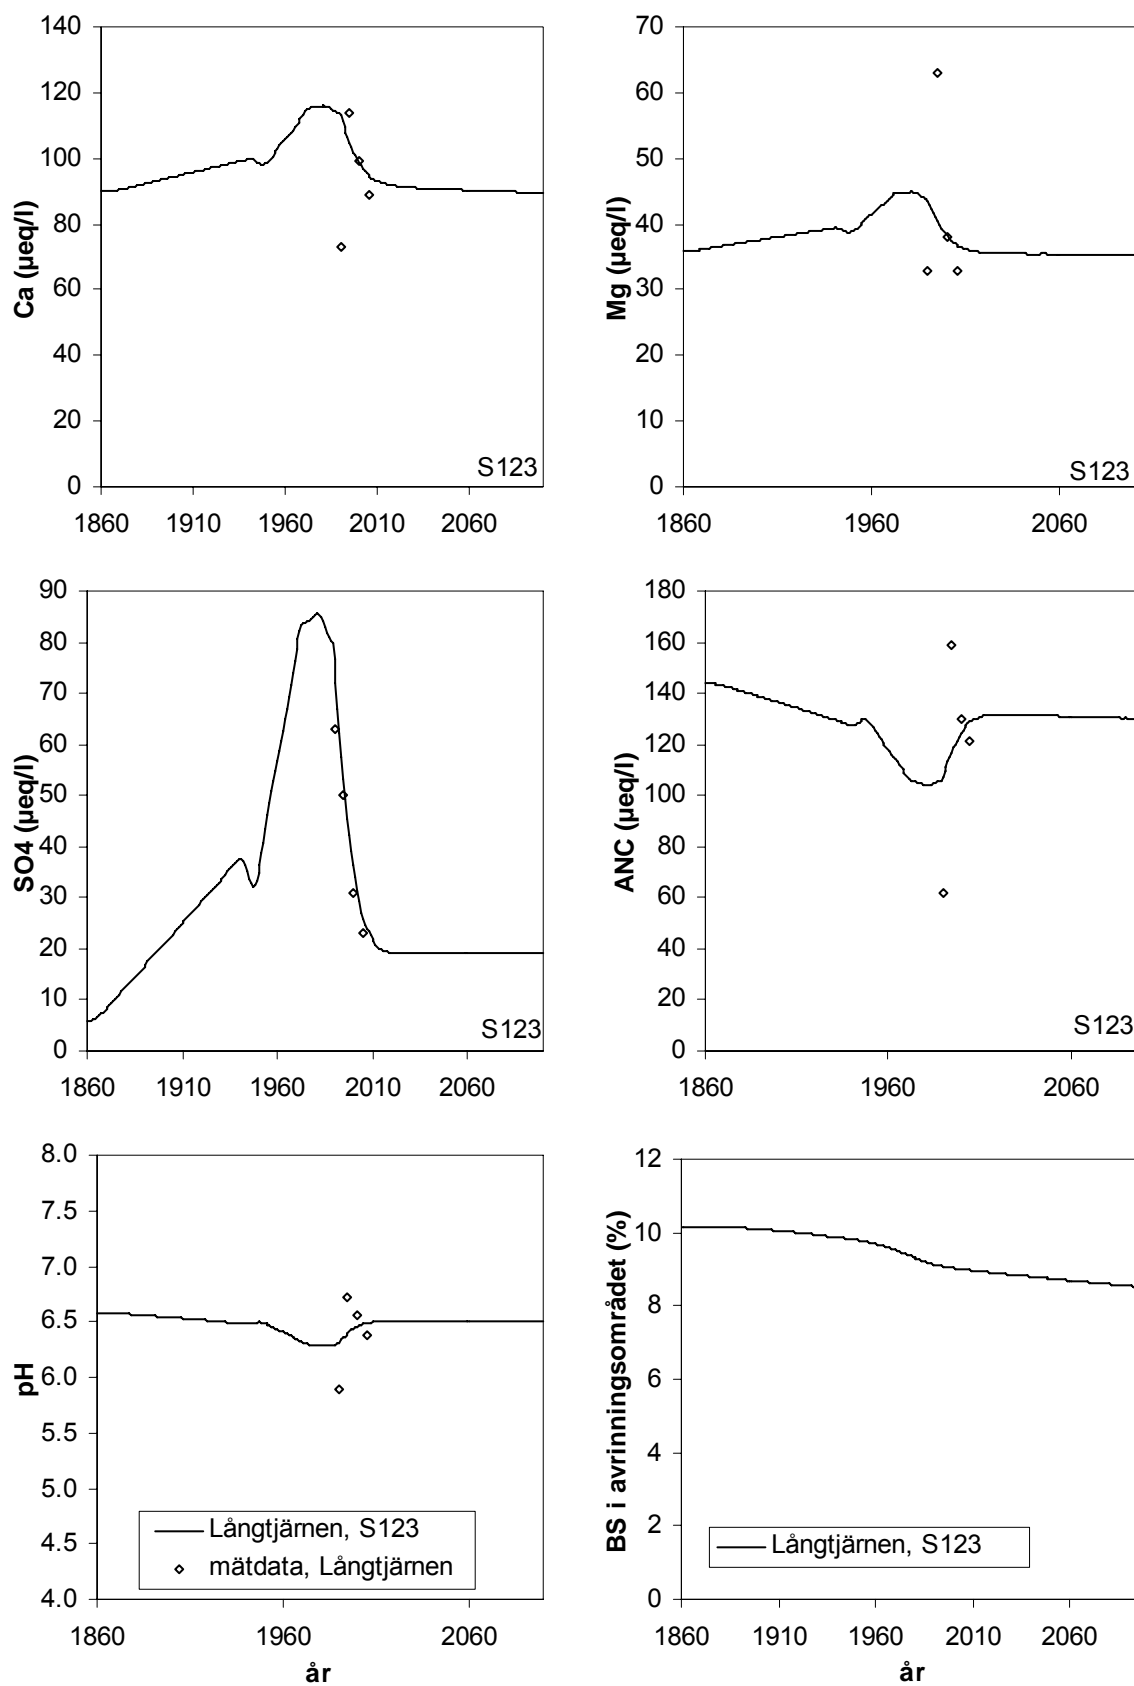 Ca (µeq/l)
140
120
100
80
60
40
20
0
S123
1860 1910 1960 2010 2060
Mg (µeq/l)
70
60
50
40
30
20
10
0
S123
1860 1960 2060
SO4 (µeq/l)
90
80
70
60
50
40
30
20
10
0
S123
1860 1910 1960 2010 2060
ANC (µeq/l)
180
160
140
120
100
80
60
40
20
0
S123
1860 1960 2060
pH
8.0
7.5
7.0
6.5
6.0
5.5
5.0
4.5
4.0
Långtjärnen, S123
mätdata, Långtjärnen
1860 1960 2060
år
BS i avrinningsområdet (%)
12
10
8
6
4
2
0
Långtjärnen, S123
1860 1910 1960 2010 2060
år